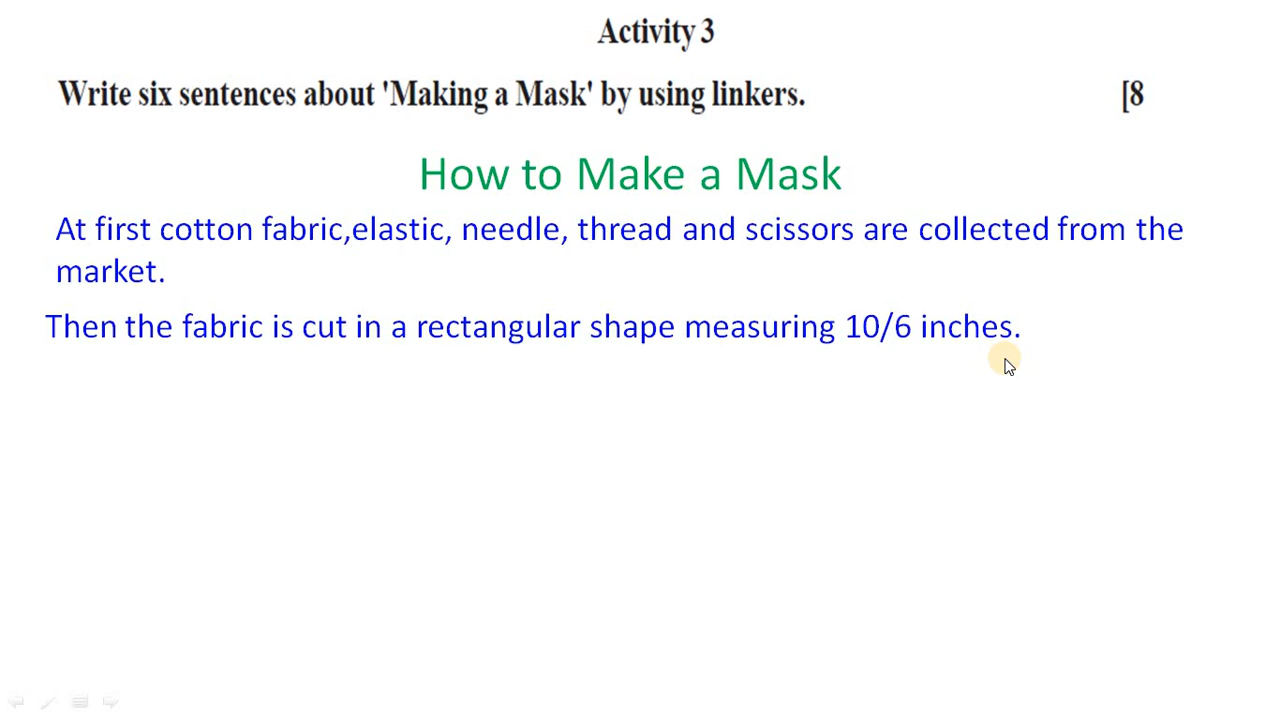 Activity 3
Write six sentences about 'Making a Mask' by using linkers. [8
How to Make a Mask
At first cotton fabric,elastic, needle, thread and scissors are collected from the
market.
Then the fabric is cut in a rectangular shape measuring 10/6 inches.